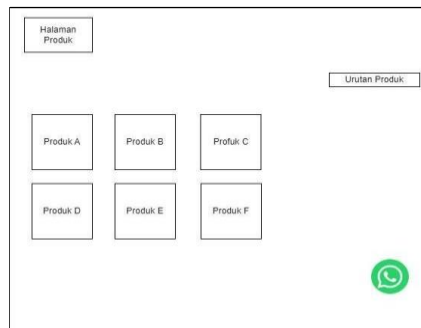 Halaman
Produk
Urutan Produk
Produk A
Produk B
Profuk C
Produk D
Produk E
Produk F